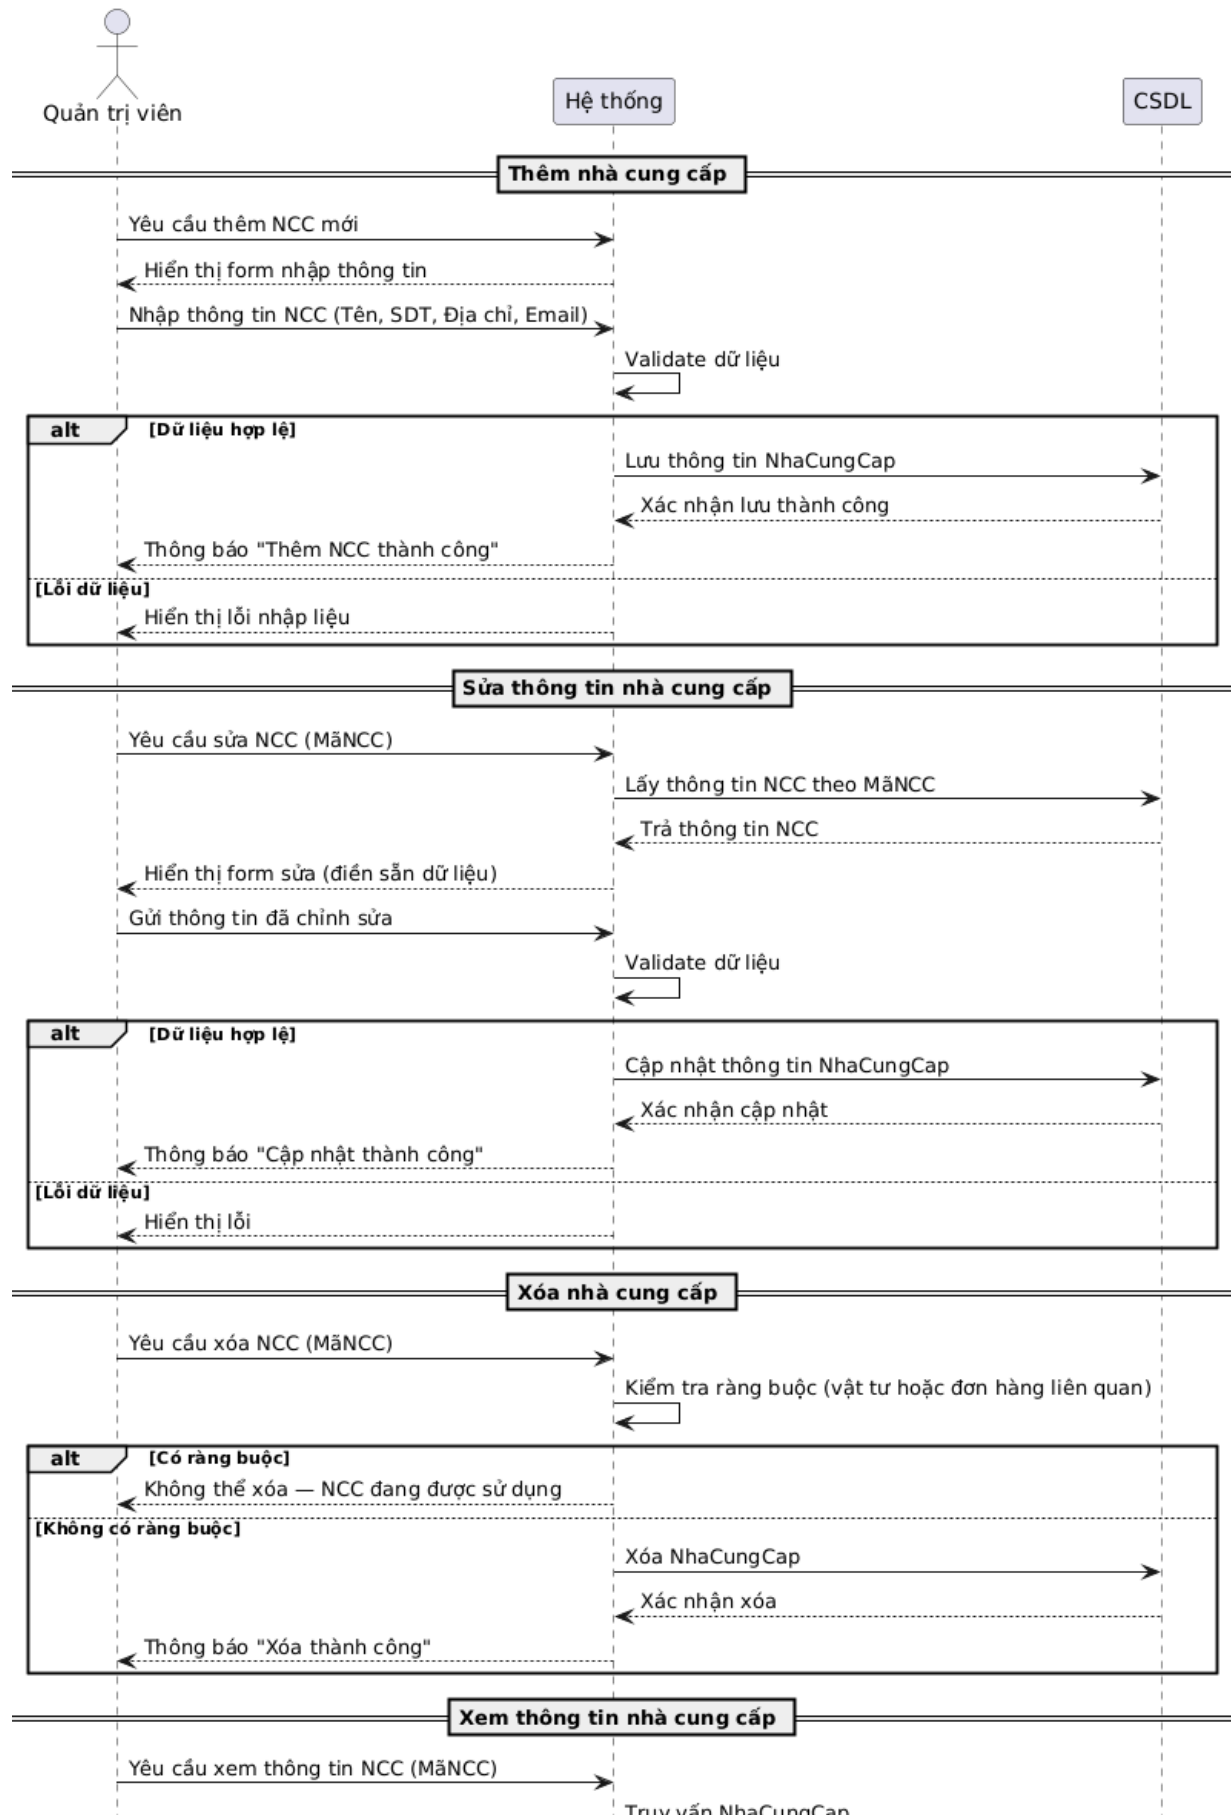 Quản trị viên
Hệ thống
CSDL
Thêm nhà cung cấp
Yêu cầu thêm NCC mới
Hiển thị form nhập thông tin
Nhập thông tin NCC (Tên, SDT, Địa chỉ, Email)
Validate dữ liệu
alt [Dữ liệu hợp lệ]
Lưu thông tin NhaCungCap
Xác nhận lưu thành công
Thông báo "Thêm NCC thành công"
[Lỗi dữ liệu]
Hiển thị lỗi nhập liệu
Sửa thông tin nhà cung cấp
Yêu cầu sửa NCC (MãNCC)
Lấy thông tin NCC theo MãNCC
Trả thông tin NCC
Hiển thị form sửa (điền sẵn dữ liệu)
Gửi thông tin đã chỉnh sửa
Validate dữ liệu
alt [Dữ liệu hợp lệ]
Cập nhật thông tin NhaCungCap
Xác nhận cập nhật
Thông báo "Cập nhật thành công"
[Lỗi dữ liệu]
Hiển thị lỗi
Xóa nhà cung cấp
Yêu cầu xóa NCC (MãNCC)
Kiểm tra ràng buộc (vật tư hoặc đơn hàng liên quan)
alt [Có ràng buộc]
Không thể xóa — NCC đang được sử dụng
[Không có ràng buộc]
Xóa NhaCungCap
Xác nhận xóa
Thông báo "Xóa thành công"
Xem thông tin nhà cung cấp
Yêu cầu xem thông tin NCC (MãNCC)
Truy vấn NhaCungCap